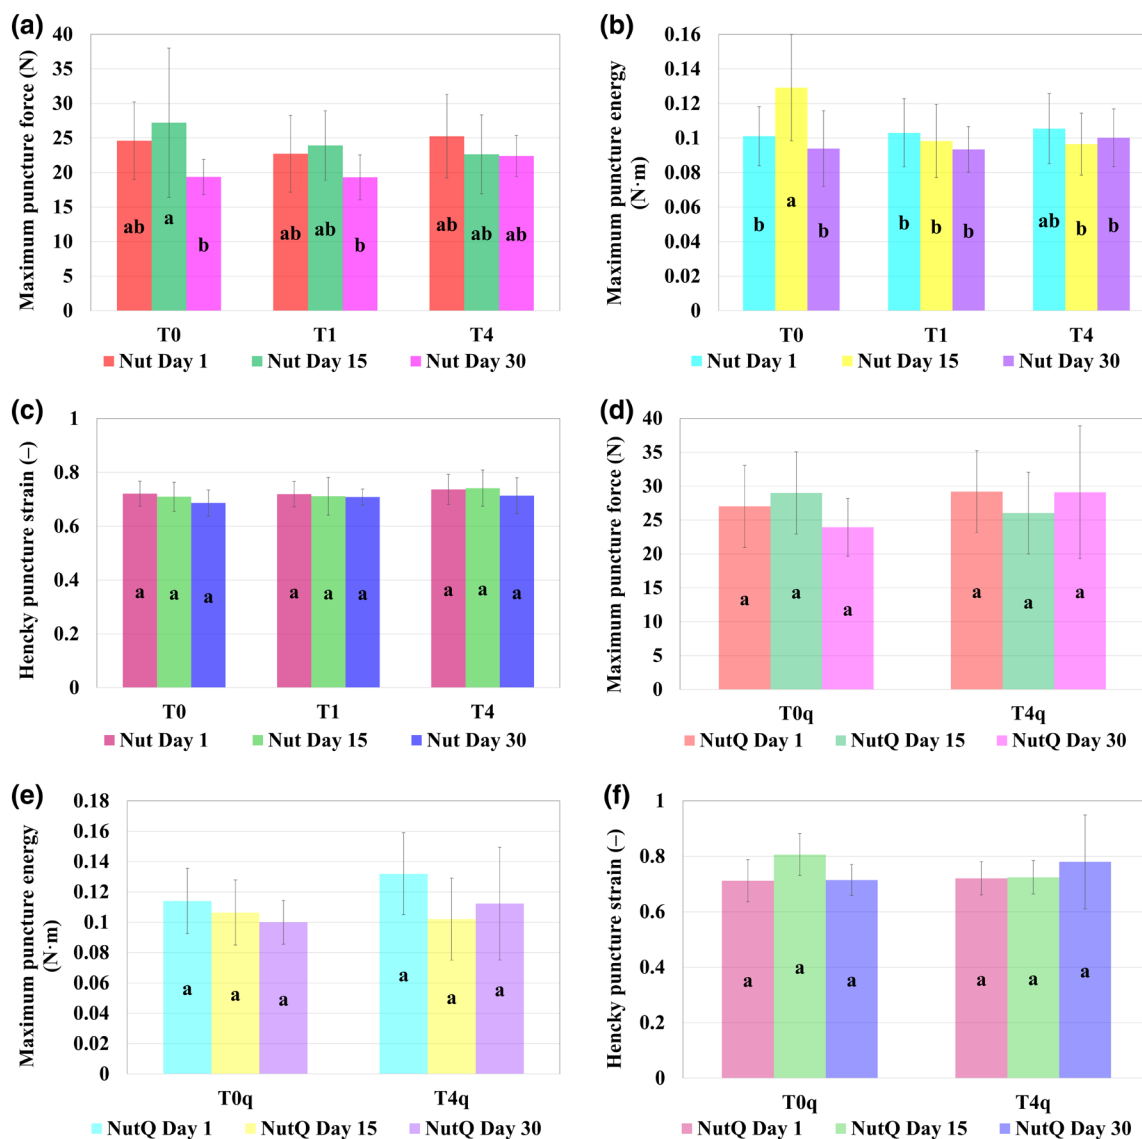 (a)
Maximum puncture force (N)
40
35
30
25
20
15
10
5
0
ab
a
b
ab
ab
b
ab
ab
ab
T0
T1
T4
Nut Day 1
Nut Day 15
Nut Day 30
(b)
Maximum puncture energy
(N·m)
0.16
0.14
0.12
0.1
0.08
0.06
0.04
0.02
0
b
a
b
b
b
b
ab
b
b
T0
T1
T4
Nut Day 1
Nut Day 15
Nut Day 30
(c)
Hencky puncture strain (–)
1
0.8
0.6
0.4
0.2
0
a
a
a
a
a
a
a
a
a
T0
T1
T4
Nut Day 1
Nut Day 15
Nut Day 30
(d)
Maximum puncture force (N)
40
35
30
25
20
15
10
5
0
a
a
a
a
a
a
T0q
T4q
NutQ Day 1
NutQ Day 15
NutQ Day 30
(e)
Maximum puncture energy
(N·m)
0.18
0.16
0.14
0.12
0.1
0.08
0.06
0.04
0.02
0
a
a
a
a
a
a
T0q
T4q
NutQ Day 1
NutQ Day 15
NutQ Day 30
(f)
Hencky puncture strain (–)
1
0.8
0.6
0.4
0.2
0
a
a
a
a
a
a
T0q
T4q
NutQ Day 1
NutQ Day 15
NutQ Day 30